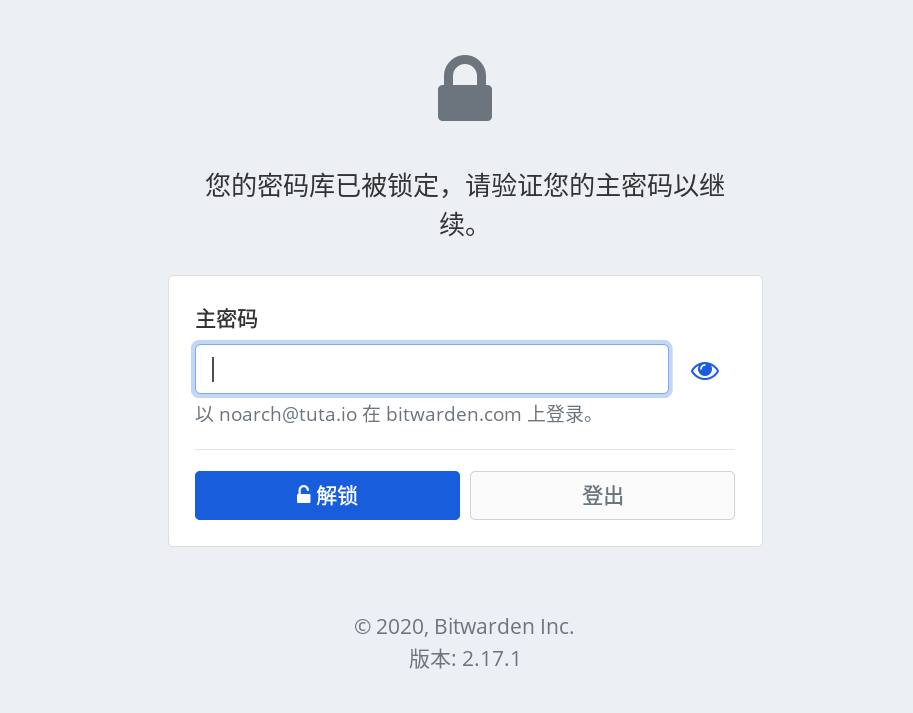 您的密码库已被锁定，请验证您的主密码以继
续。
主密码
以 noarch@tuta.io 在 bitwarden.com 上登录。
解锁
登出
© 2020, Bitwarden Inc.
版本: 2.17.1